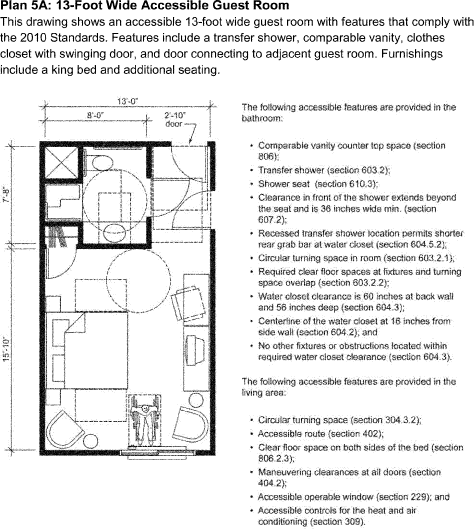 Plan 5A: 13-Foot Wide Accessible Guest Room
This drawing shows an accessible 13-foot wide guest room with features that comply with
the 2010 Standards. Features include a transfer shower, comparable vanity, clothes
closet with swinging door, and door connecting to adjacent guest room. Furnishings
include a king bed and additional seating.
13'-0"
8'-0"
2'-10"
door
7'-8"
15'-10"
The following accessible features are provided in the
bathroom:
• Comparable vanity counter top space (section
806);
• Transfer shower (section 603.2);
• Shower seat (section 610.3);
• Clearance in front of the shower extends beyond
the seat and is 36 inches wide min. (section
607.2);
• Recessed transfer shower location permits shorter
rear grab bar at water closet (section 604.5.2);
• Circular turning space in room (section 603.2.1);
• Required clear floor spaces at fixtures and turning
space overlap (section 603.2.2);
• Water closet clearance is 60 inches at back wall
and 56 inches deep (section 604.3);
• Centerline of the water closet at 16 inches from
side wall (section 604.2); and
• No other fixtures or obstructions located within
required water closet clearance (section 604.3).
The following accessible features are provided in the
living area:
• Circular turning space (section 304.3.2);
• Accessible route (section 402);
• Clear floor space on both sides of the bed (section
806.2.3);
• Maneuvering clearances at all doors (section
404.2);
• Accessible operable window (section 229); and
• Accessible controls for the heat and air
conditioning (section 309).